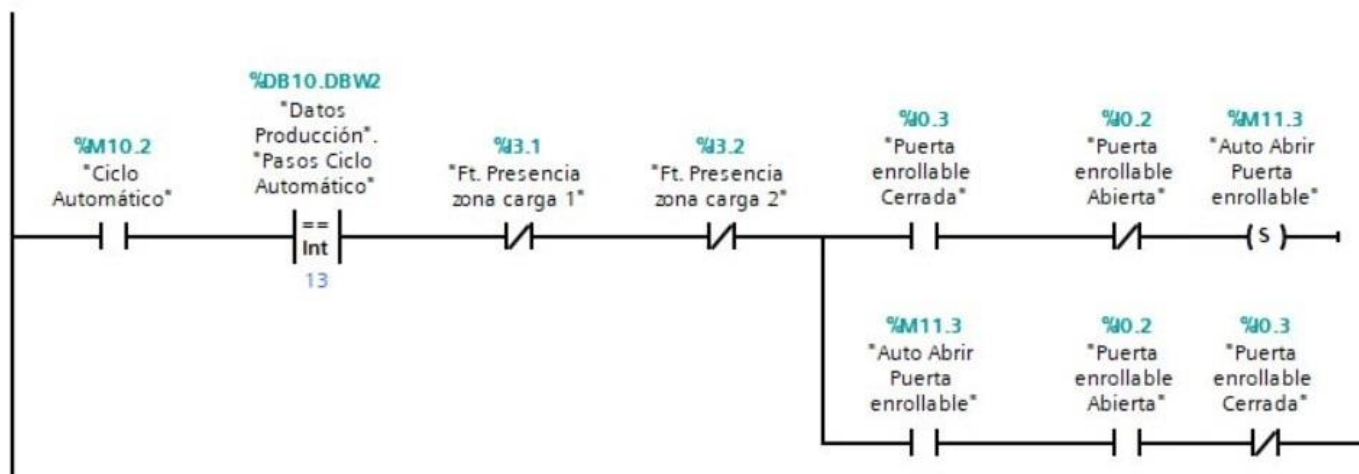 %DB10.DBW2
"Datos
Producción".
"Pasos Ciclo
Automático"
%M10.2
"Ciclo
Automático"
==
Int
13
%I3.1
"Ft. Presencia
zona carga 1"
%I3.2
"Ft. Presencia
zona carga 2"
%I0.3
"Puerta
enrollable
Cerrada"
%I0.2
"Puerta
enrollable
Abierta"
%M11.3
"Auto Abrir
Puerta
enrollable"
S
%M11.3
"Auto Abrir
Puerta
enrollable"
%I0.2
"Puerta
enrollable
Abierta"
%I0.3
"Puerta
enrollable
Cerrada"